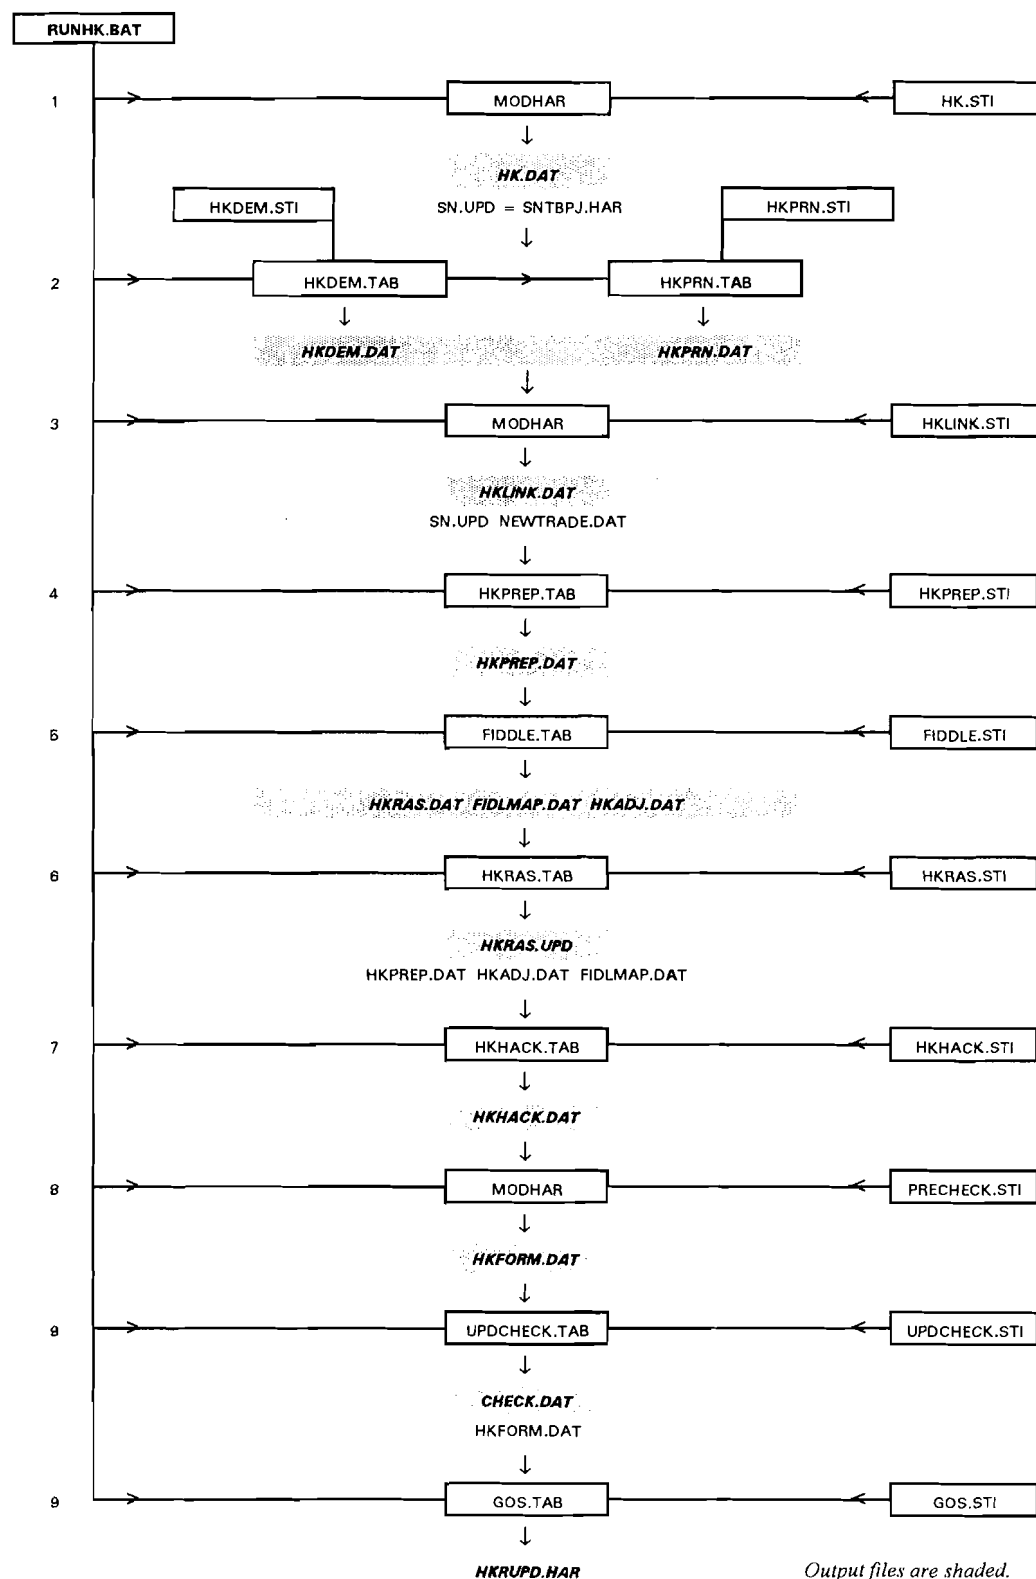 RUNHK.BAT
1 MODHAR HK.STI
HK.DAT
HKDEM.STI SN.UPD = SNTBPJ.HAR HKPRN.STI
2 HKDEM.TAB HKPRN.TAB
HKDEM.DAT HKPRN.DAT
3 MODHAR HKLINK.STI
HKLINK.DAT
SN.UPD NEWTRADE.DAT
4 HKPREP.TAB HKPREP.STI
HKPREP.DAT
5 FIDDLE.TAB FIDDLE.STI
HKRAS.DAT FIDLMAP.DAT HKADJ.DAT
6 HKRAS.TAB HKRAS.STI
HKRAS.UPD
HKPREP.DAT HKADJ.DAT FIDLMAP.DAT
7 HKHACK.TAB HKHACK.STI
HKHACK.DAT
8 MODHAR PRECHECK.STI
HKFORM.DAT
9 UPDCHECK.TAB UPDCHECK.STI
CHECK.DAT
HKFORM.DAT
9 GOS.TAB GOS.STI
HKRUPD.HAR Output files are shaded.